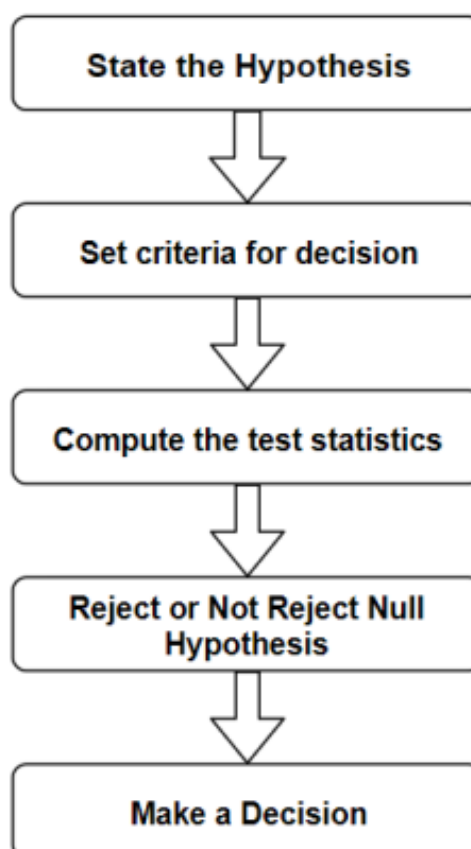 State the Hypothesis
Set criteria for decision
Compute the test statistics
Reject or Not Reject Null
Hypothesis
Make a Decision